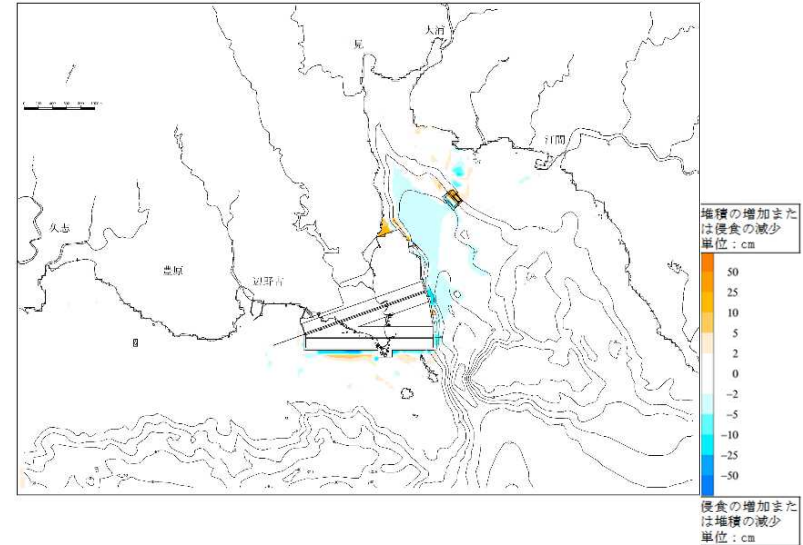 大浦
見
江間
久志
豊原
辺野古
堆積の増加また
は侵食の減少
単位：cm
50
25
10
5
2
0
-2
-5
-10
-25
-50
侵食の増加また
は堆積の減少
単位：cm